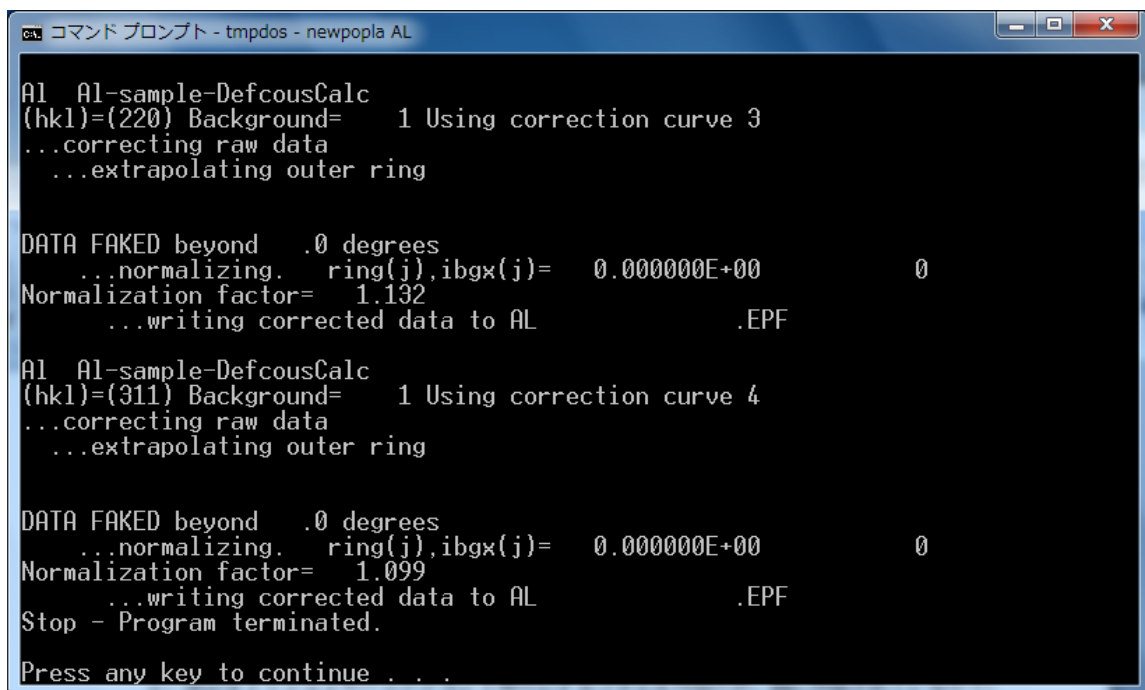 コマンド プロンプト - tmpdos - newpopla AL
Al  Al-sample-DefcousCalc
(hkl)=(220) Background=    1 Using correction curve 3
...correcting raw data
  ...extrapolating outer ring
DATA FAKED beyond   .0 degrees
    ...normalizing.   ring(j),ibgx(j)=   0.000000E+00           0
Normalization factor=   1.132
      ...writing corrected data to AL               .EPF
Al  Al-sample-DefcousCalc
(hkl)=(311) Background=    1 Using correction curve 4
...correcting raw data
  ...extrapolating outer ring
DATA FAKED beyond   .0 degrees
    ...normalizing.   ring(j),ibgx(j)=   0.000000E+00           0
Normalization factor=   1.099
      ...writing corrected data to AL               .EPF
Stop - Program terminated.
Press any key to continue . . .